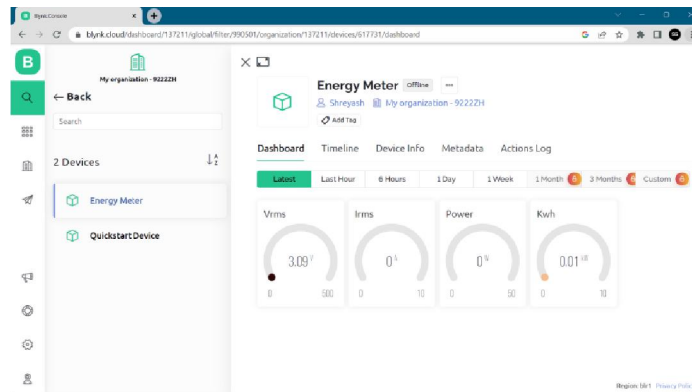 Blynk.Console
blynk.cloud/dashboard/137211/global/filter/990501/organization/137211/devices/617731/dashboard
B
My organization - 9222ZH
← Back
Search
2 Devices
Energy Meter
Quickstart Device
Energy Meter Offline ...
Shreyash My organization - 9222ZH
Add Tag
Dashboard Timeline Device Info Metadata Actions Log
Latest Last Hour 6 Hours 1 Day 1 Week 1 Month 3 Months Custom
Vrms Irms Power Kwh
3.09 V 0 A 0 W 0.01
0 500 0 10 0 50 0 10
Region: blr1 Privacy Policy